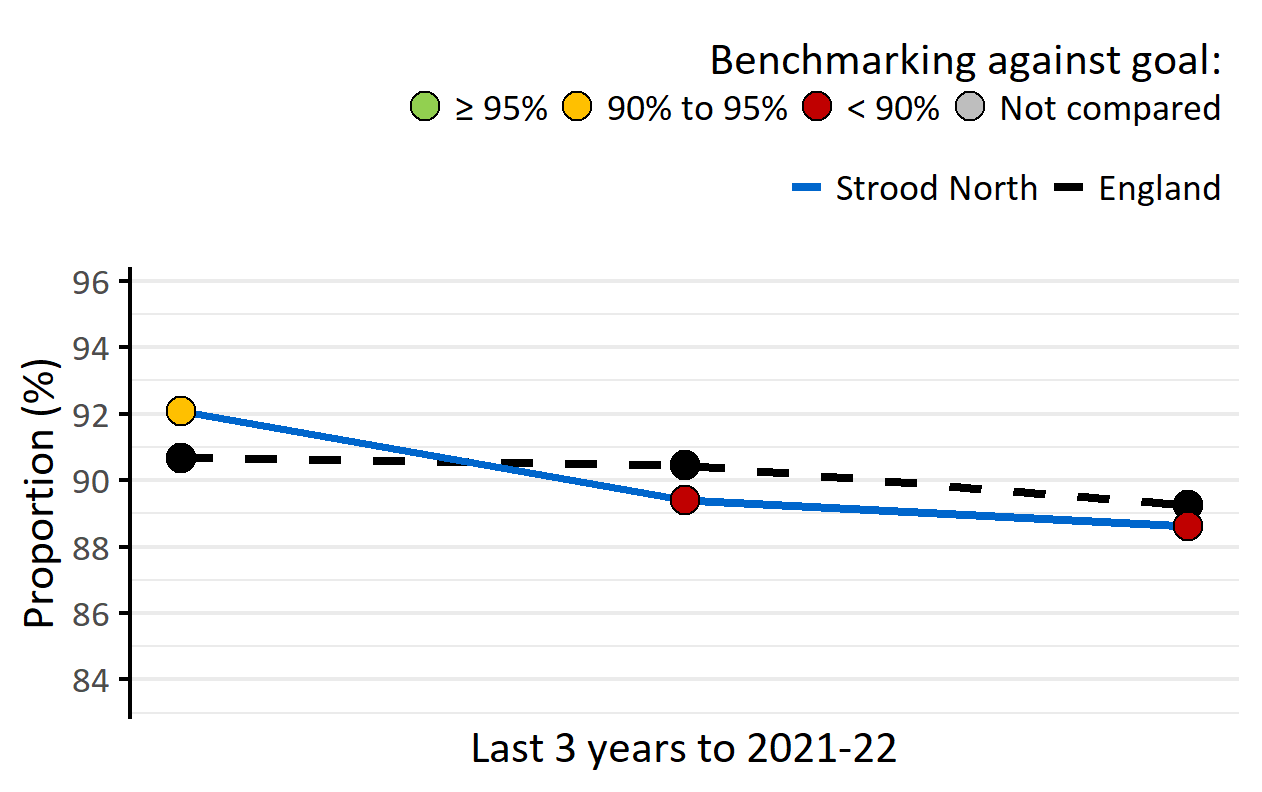 Benchmarking against goal:
≥ 95% 90% to 95% < 90% Not compared
Strood North England
96
94
92
90
88
86
84
Proportion (%)
Last 3 years to 2021-22